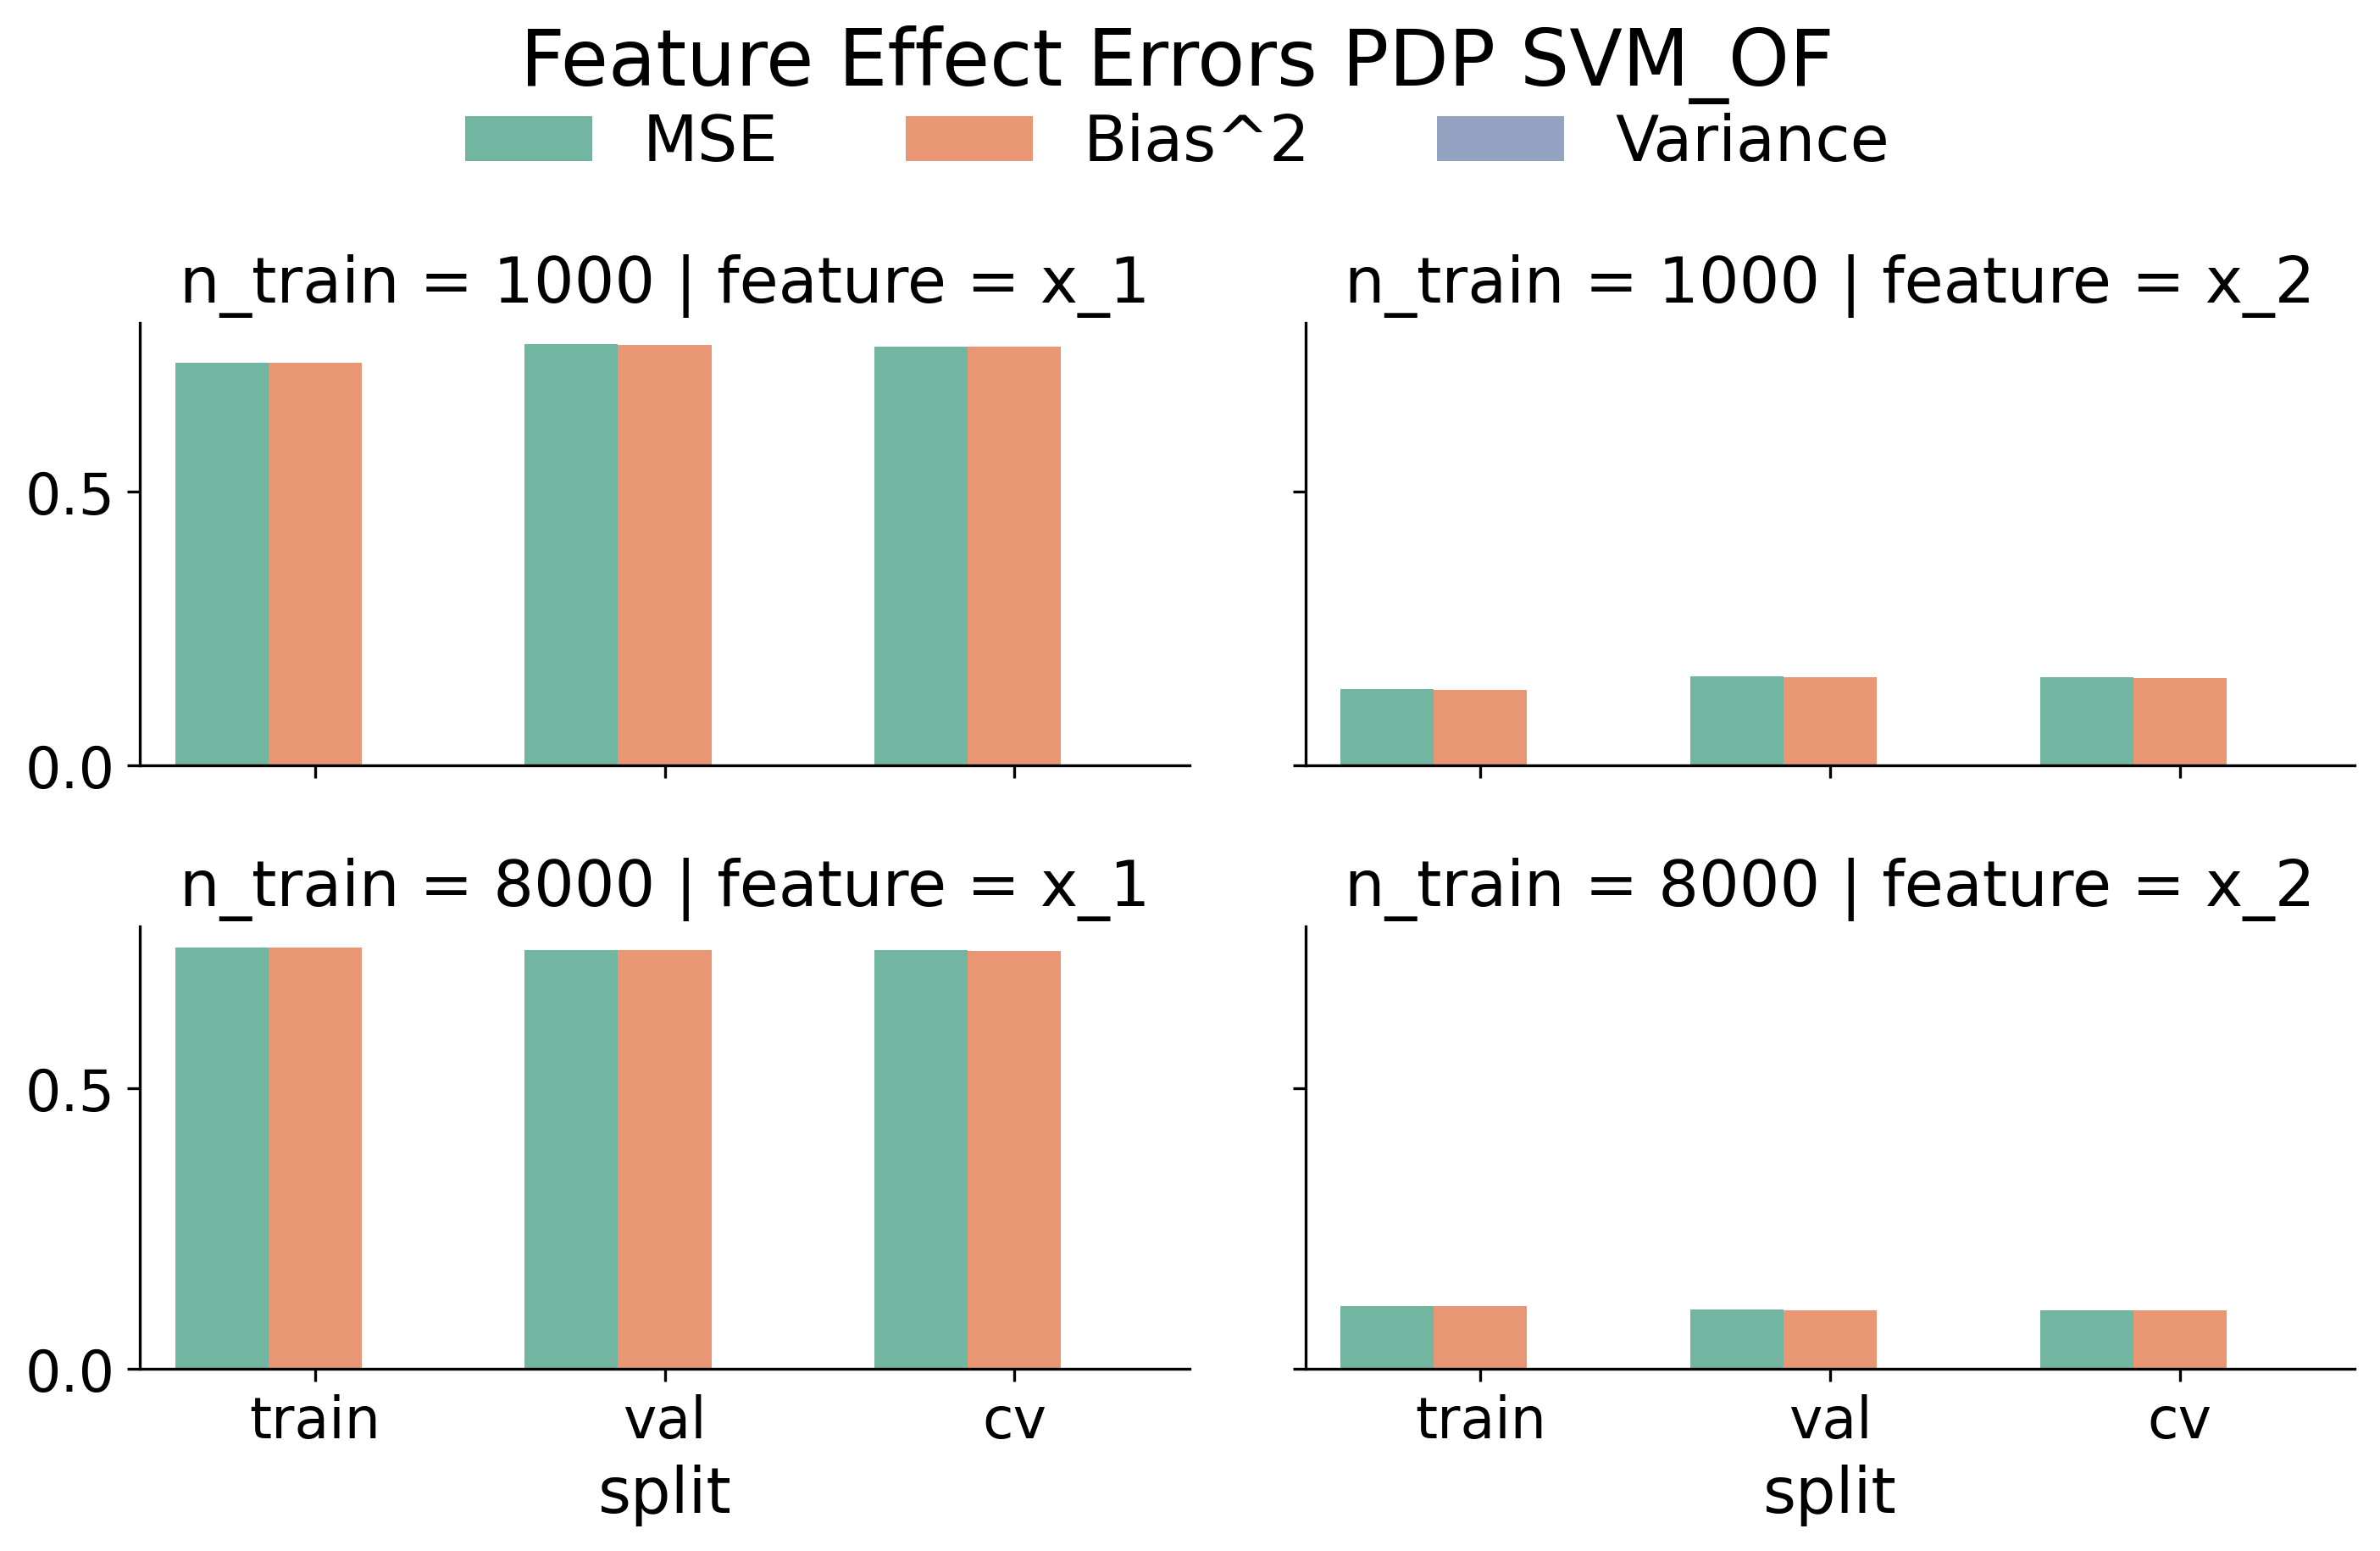 Feature Effect Errors PDP SVM_OF
MSE Bias^2 Variance
n_train = 1000 | feature = x_1
n_train = 1000 | feature = x_2
0.5
0.0
n_train = 8000 | feature = x_1
n_train = 8000 | feature = x_2
0.5
0.0
train val cv
split
train val cv
split